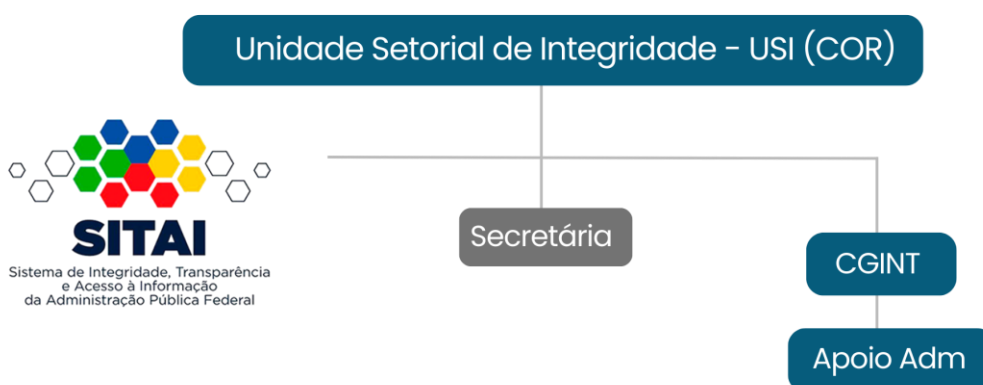 Unidade Setorial de Integridade - USI (COR)
SITAI
Sistema de Integridade, Transparência
e Acesso à Informação
da Administração Pública Federal
Secretária
CGINT
Apoio Adm